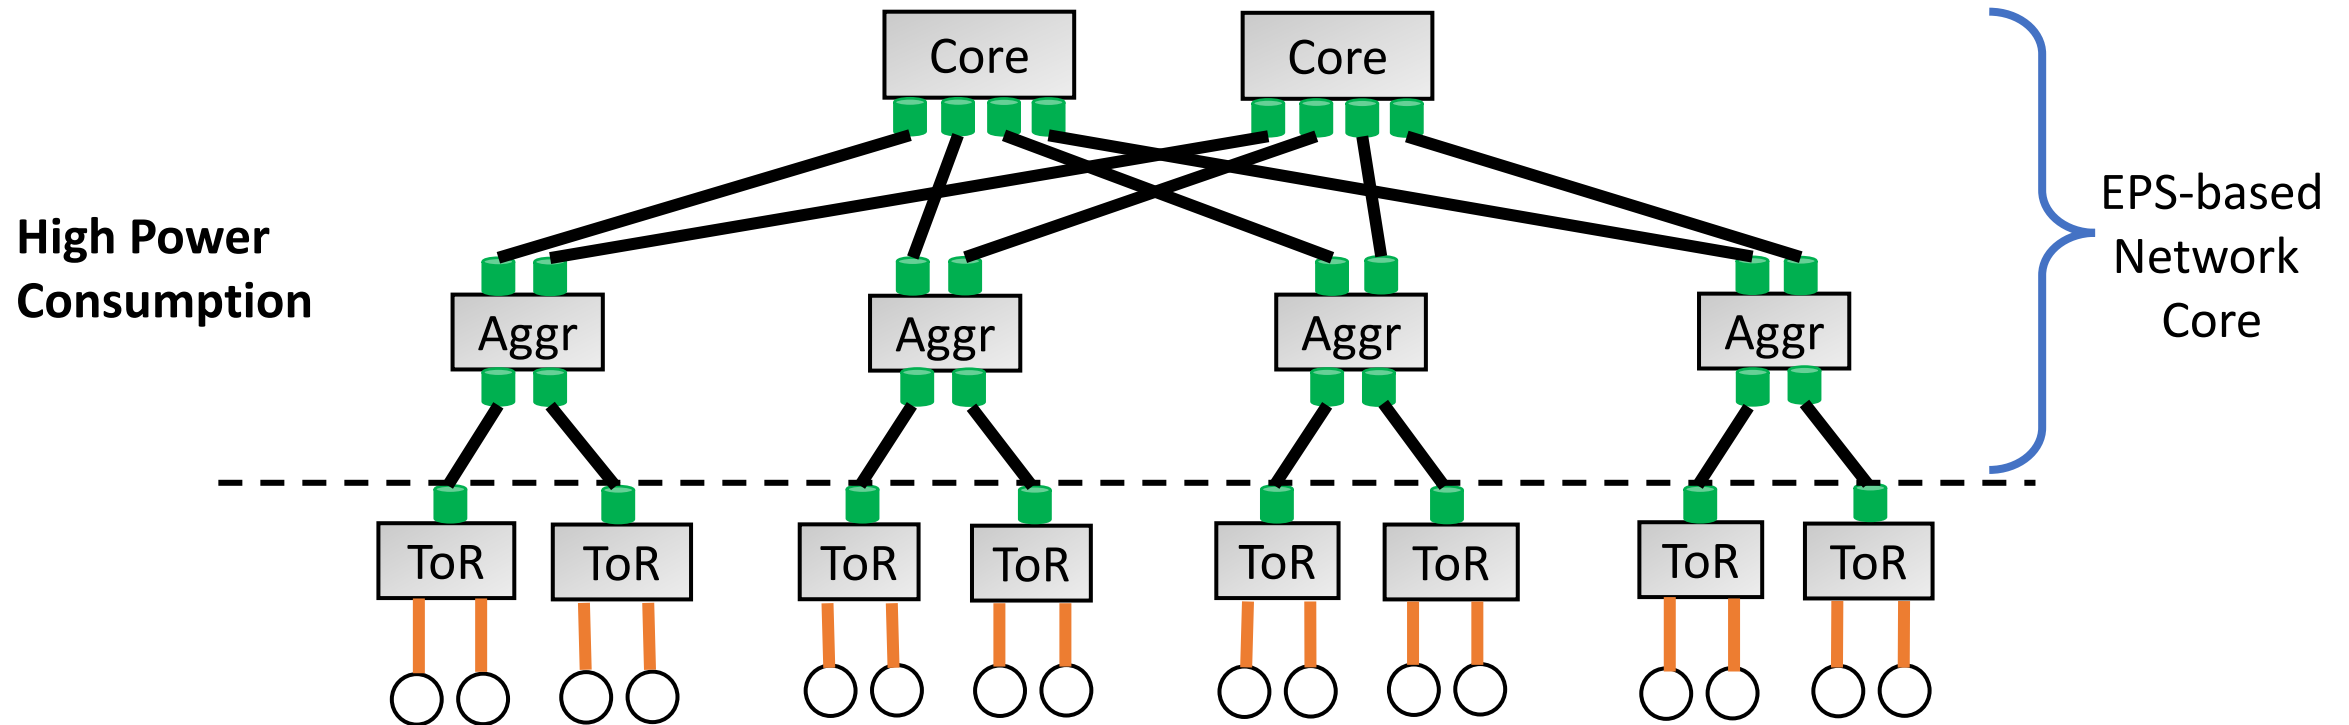 Core
Core
High Power
Consumption
EPS-based
Network
Core
Aggr
Aggr
Aggr
Aggr
ToR
ToR
ToR
ToR
ToR
ToR
ToR
ToR